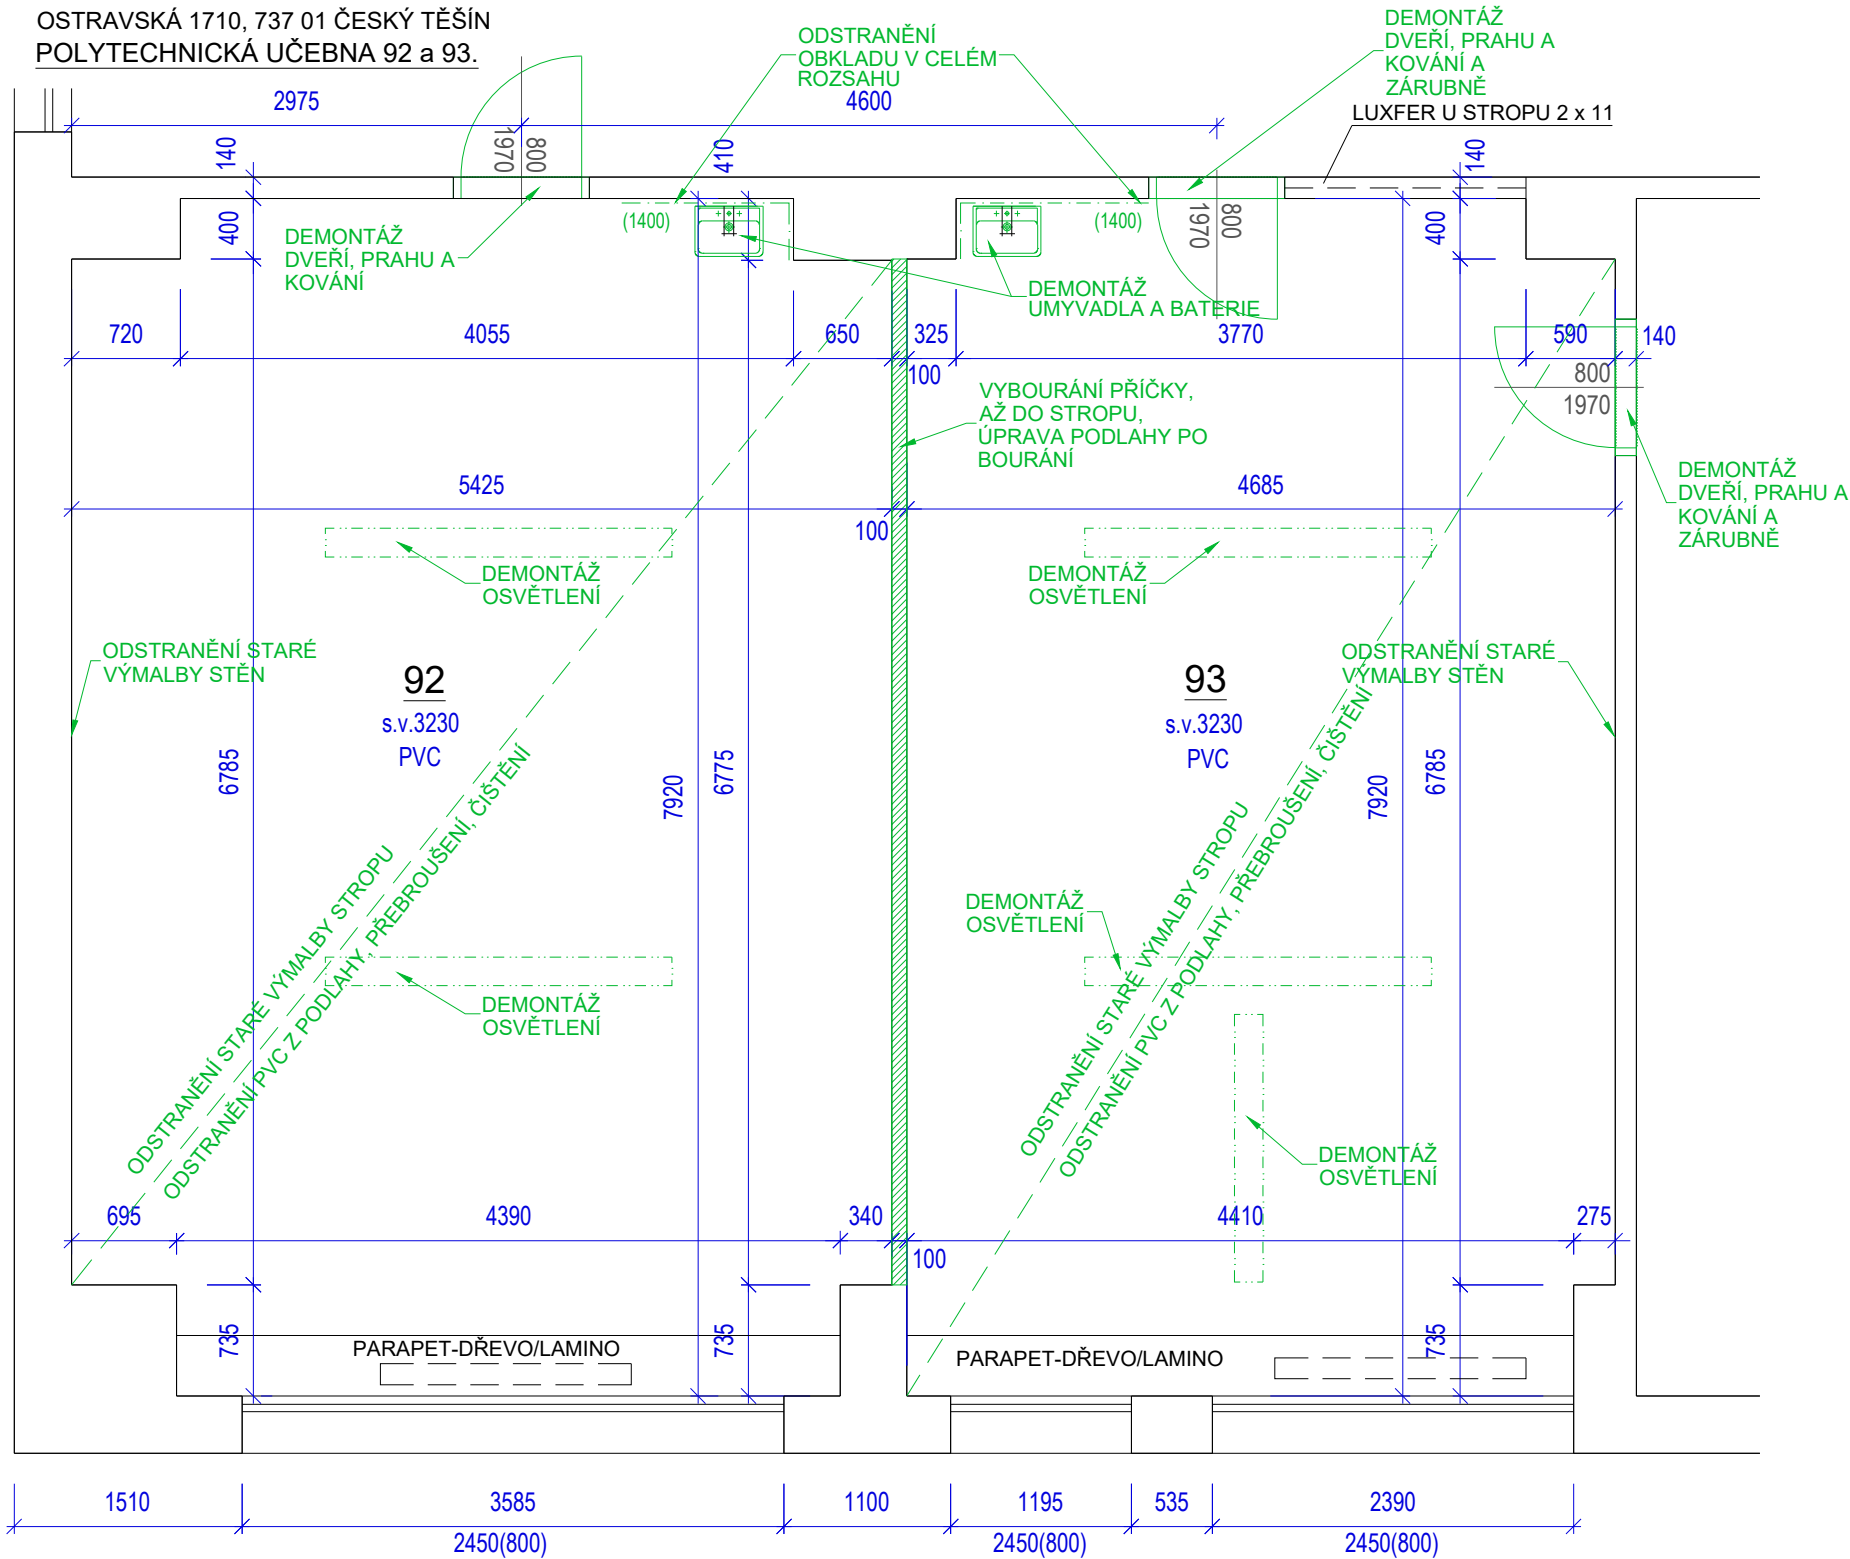 OSTRAVSKÁ 1710, 737 01 ČESKÝ TĚŠÍN
POLYTECHNICKÁ UČEBNA 92 a 93.
ODSTRANĚNÍ
OBKLADU V CELÉM
ROZSAHU
DEMONTÁŽ
DVEŘÍ, PRAHU A
KOVÁNÍ A
ZÁRUBNĚ
LUXFER U STROPU 2 x 11
2975
4600
140
800
1970
410
140
400
(1400)
(1400)
800
1970
400
DEMONTÁŽ
DVEŘÍ, PRAHU A
KOVÁNÍ
DEMONTÁŽ
UMYVADLA A BATERIE
720
4055
650
325
3770
590
140
100
800
1970
VYBOURÁNÍ PŘÍČKY,
AŽ DO STROPU,
ÚPRAVA PODLAHY PO
BOURÁNÍ
5425
4685
100
DEMONTÁŽ
DVEŘÍ, PRAHU A
KOVÁNÍ A
ZÁRUBNĚ
DEMONTÁŽ
OSVĚTLENÍ
DEMONTÁŽ
OSVĚTLENÍ
ODSTRANĚNÍ STARÉ
VÝMALBY STĚN
92
s.v.3230
PVC
93
s.v.3230
PVC
ODSTRANĚNÍ STARÉ
VÝMALBY STĚN
6785
7920
6775
7920
6785
ODSTRANĚNÍ STARÉ VÝMALBY STROPU
ODSTRANĚNÍ PVC Z PODLAHY, PŘEBROUŠENÍ, ČIŠTĚNÍ
ODSTRANĚNÍ STARÉ VÝMALBY STROPU
ODSTRANĚNÍ PVC Z PODLAHY, PŘEBROUŠENÍ, ČIŠTĚNÍ
DEMONTÁŽ
OSVĚTLENÍ
DEMONTÁŽ
OSVĚTLENÍ
DEMONTÁŽ
OSVĚTLENÍ
695
4390
340
4410
275
100
735
735
735
PARAPET-DŘEVO/LAMINO
PARAPET-DŘEVO/LAMINO
1510
3585
1100
1195
535
2390
2450(800)
2450(800)
2450(800)